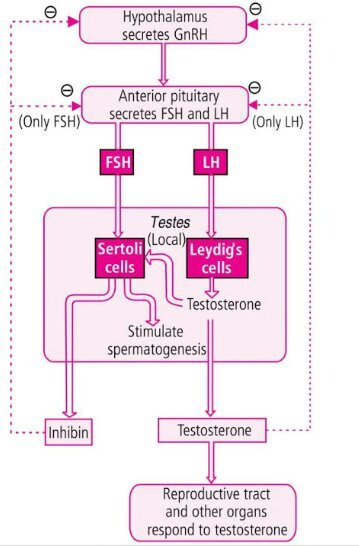 Hypothalamus
secretes GnRH
Anterior pituitary
secretes FSH and LH
(Only FSH)
(Only LH)
FSH
LH
Testes
(Local)
Sertoli
cells
Leydig's
cells
Testosterone
Stimulate
spermatogenesis
Inhibin
Testosterone
Reproductive tract
and other organs
respond to testosterone